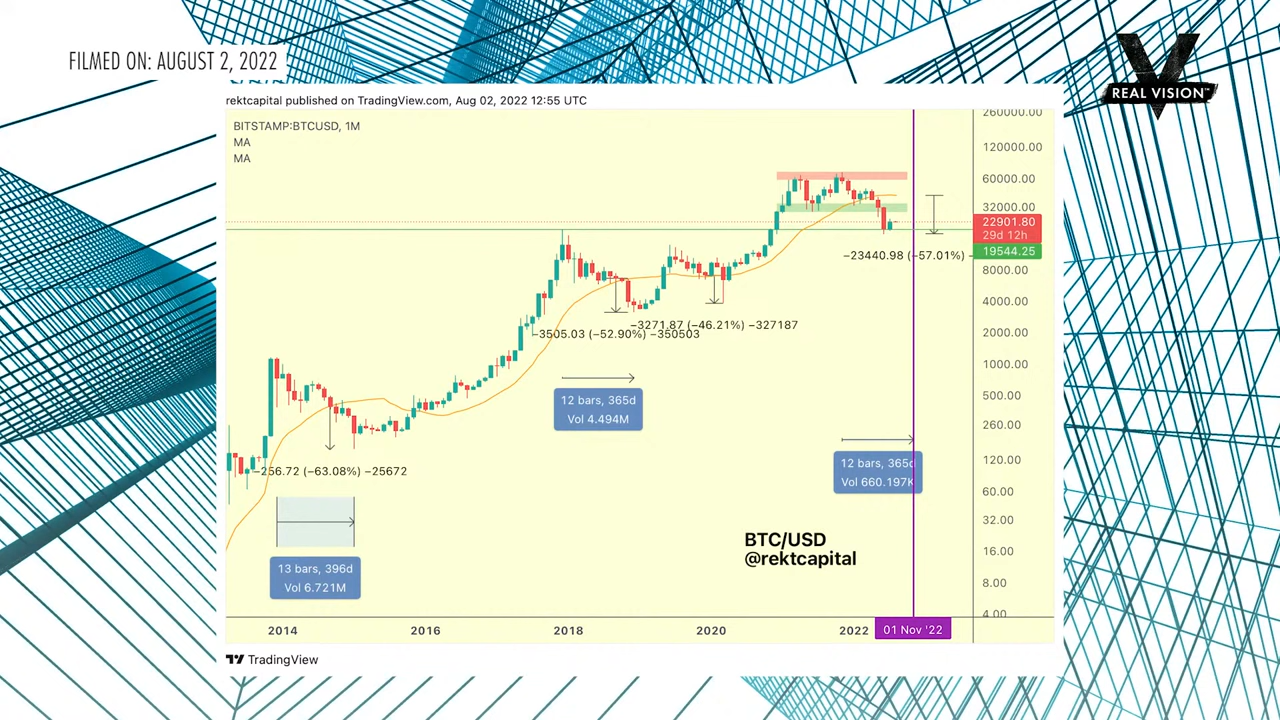 FILMED ON: AUGUST 2, 2022
REAL VISION™
rektcapital published on TradingView.com, Aug 02, 2022 12:55 UTC
BITSTAMP:BTCUSD, 1M
MA
MA
260000.00
120000.00
60000.00
32000.00
22901.80
29d 12h
19544.25
8000.00
4000.00
2000.00
1000.00
500.00
260.00
120.00
60.00
32.00
16.00
8.00
4.00
−23440.98 (−57.01%) −
−3271.87 (−46.21%) −327187
−3505.03 (−52.90%) −350503
12 bars, 365d
Vol 4.494M
−256.72 (−63.08%) −25672
12 bars, 365d
Vol 660.197K
BTC/USD
@rektcapital
13 bars, 396d
Vol 6.721M
2014
2016
2018
2020
2022
01 Nov '22
TradingView